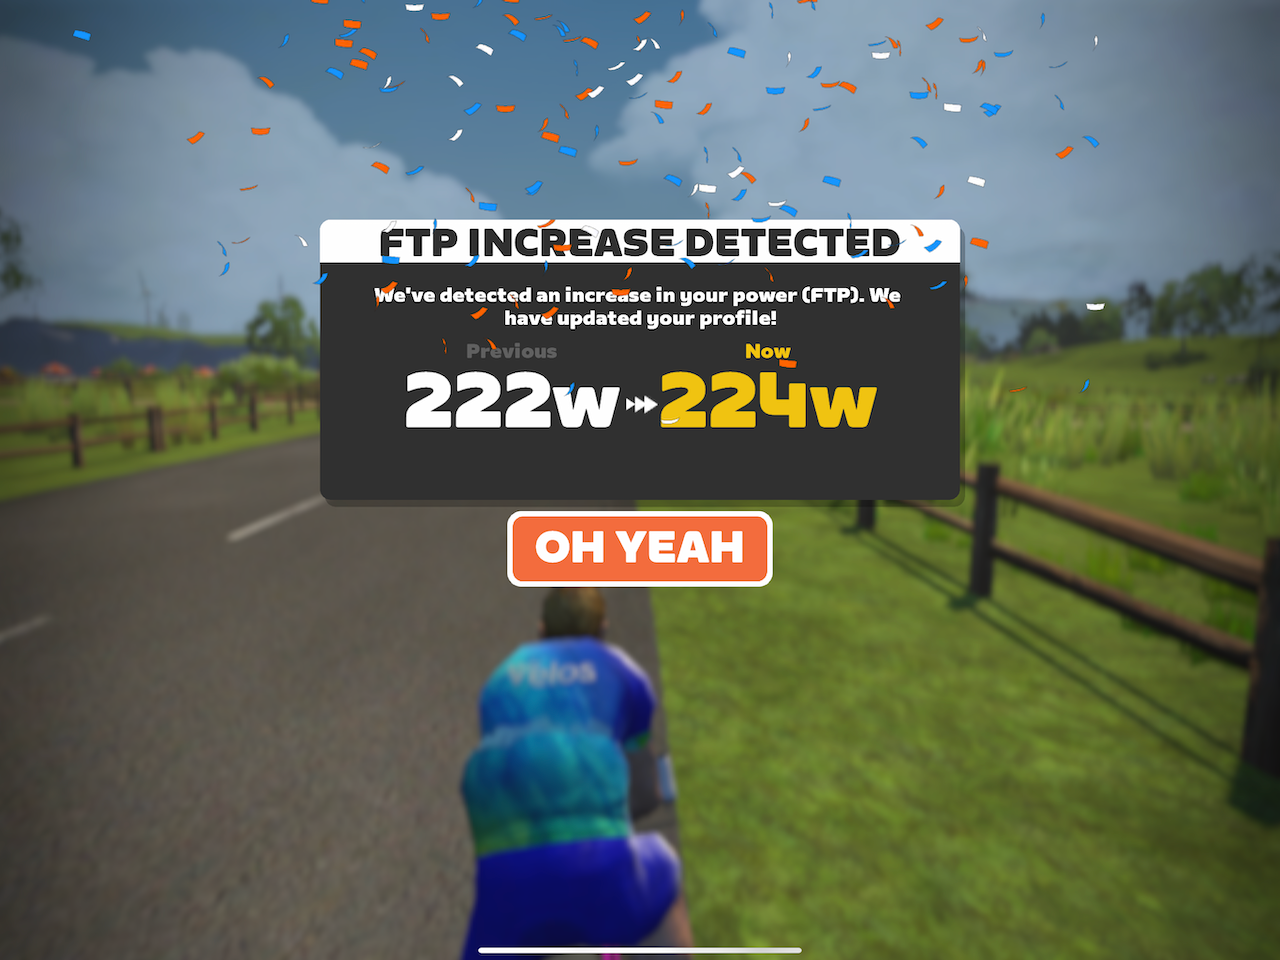 FTP INCREASE DETECTED
We've detected an increase in your power (FTP). We
have updated your profile!
Previous
Now
222w
224w
OH YEAH
velos